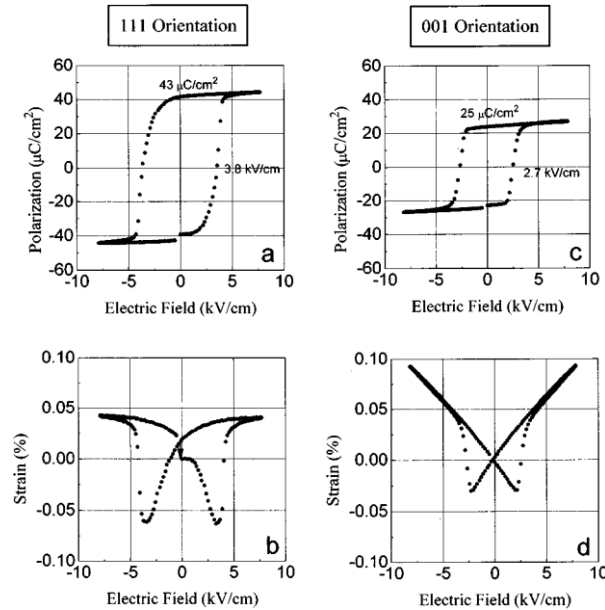 111 Orientation
001 Orientation
60
40
20
0
-20
-40
-60
43 μC/cm²
3.8 kV/cm
a
-10 -5 0 5 10
Electric Field (kV/cm)
Polarization (μC/cm²)
60
40
20
0
-20
-40
-60
25 μC/cm²
2.7 kV/cm
c
-10 -5 0 5 10
Electric Field (kV/cm)
Polarization (μC/cm²)
0.10
0.05
0.00
-0.05
-0.10
b
-10 -5 0 5 10
Electric Field (kV/cm)
Strain (%)
0.10
0.05
0.00
-0.05
-0.10
d
-10 -5 0 5 10
Electric Field (kV/cm)
Strain (%)